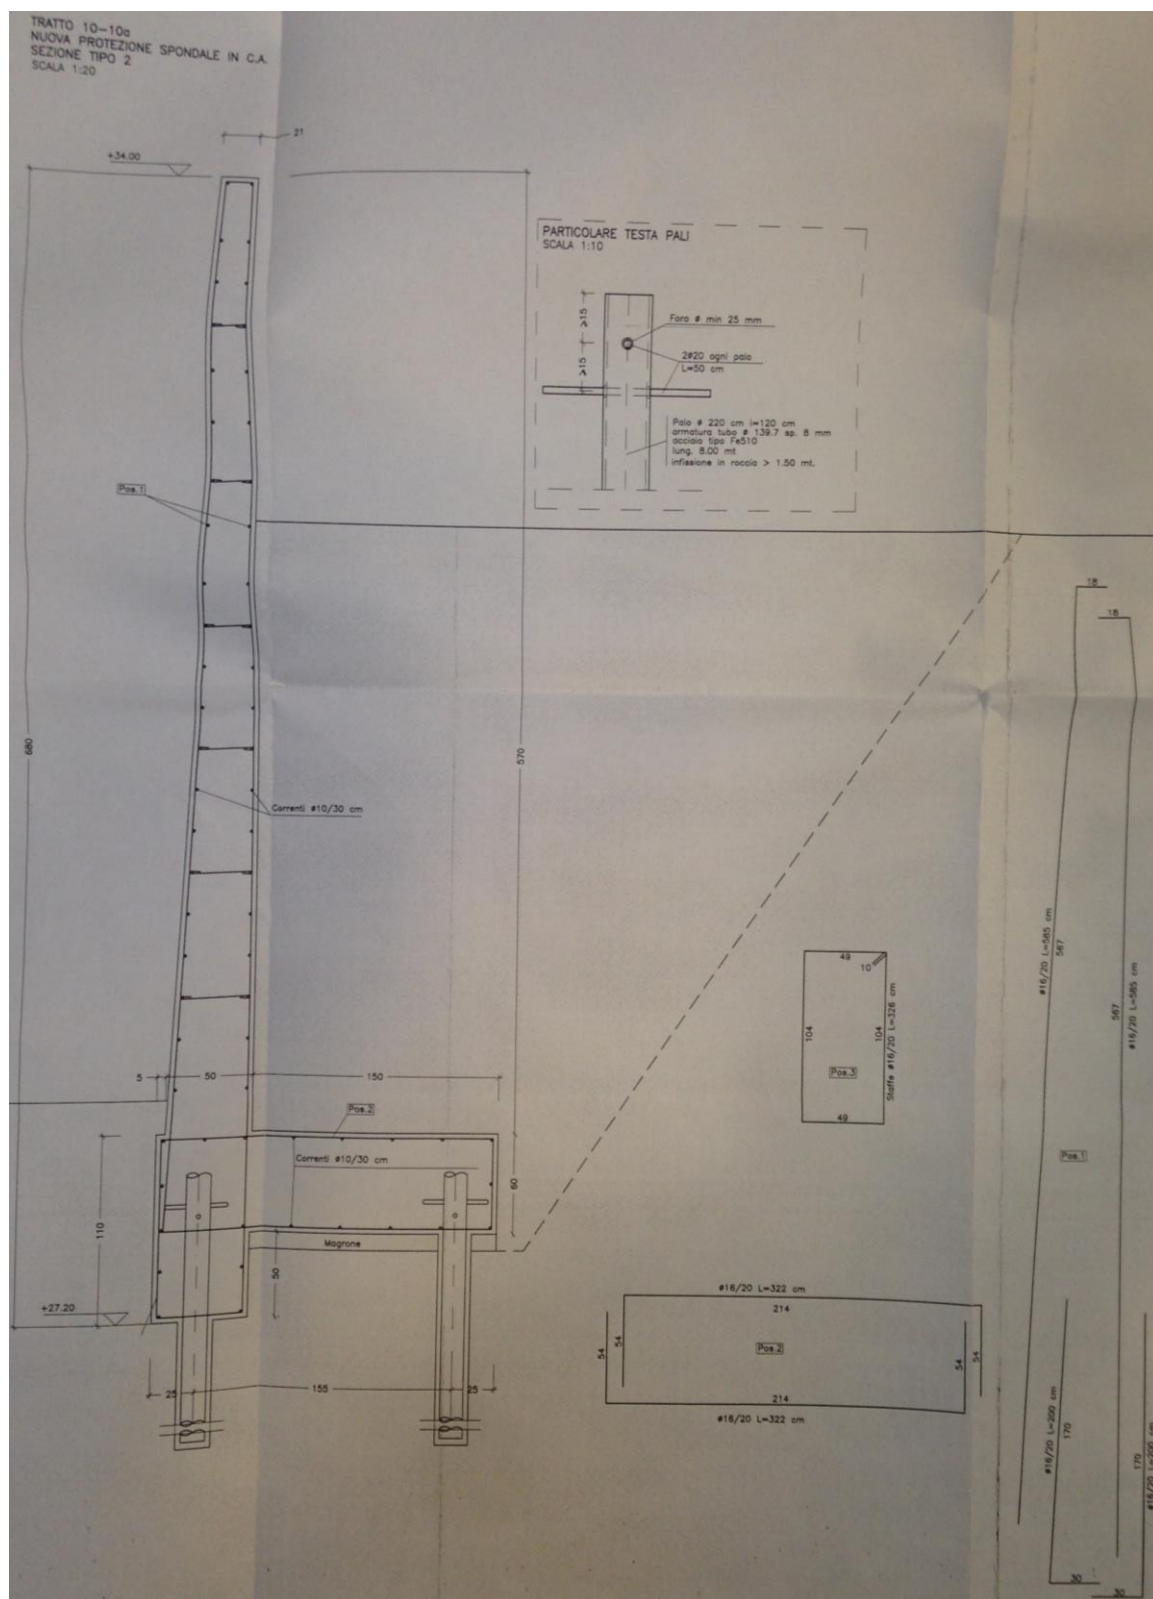 TRATTO 10-10a
NUOVA PROTEZIONE SPONDALE IN C.A.
SEZIONE TIPO 2
SCALA 1:20
21
+34.00
PARTICOLARE TESTA PALI
SCALA 1:10
>15
Foro ø min 25 mm
>15
2ø20 ogni palo
L=50 cm
Palo ø 220 cm i=120 cm
armatura tubo ø 139.7 sp. 8 mm
acciaio tipo Fe510
lung. 8.00 mt
infissione in roccia > 1.50 mt.
Pos.1
18
18
680
570
Correnti ø10/30 cm
ø16/20 L=585 cm
567
567
ø16/20 L=585 cm
49
10
104
104
Staffe ø16/20 L=326 cm
Pos.3
49
5
50
150
Pos.2
Correnti ø10/30 cm
Pos.1
110
60
Magrone
50
+27.20
ø16/20 L=322 cm
214
54
54
Pos.2
54
54
214
ø16/20 L=322 cm
25
155
25
ø16/20 L=200 cm
170
170
ø16/20 L=200 cm
30
30